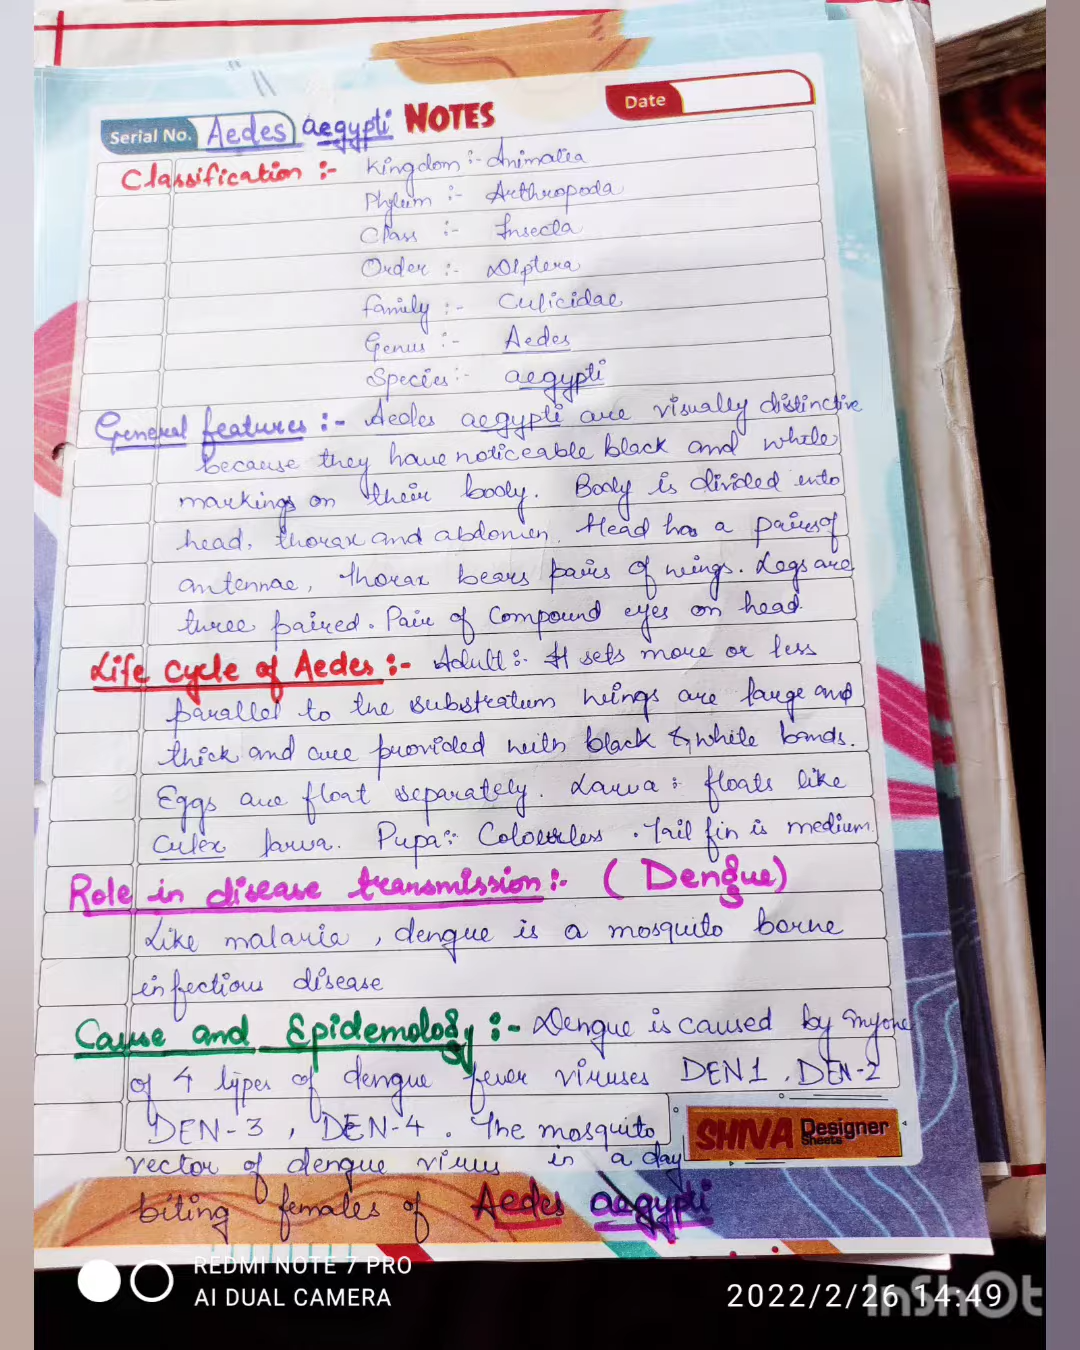 Serial No. Aedes aegypti NOTES Date
Classification :- Kingdom :- Animalia
Phylum :- Arthropoda
Class :- Insecta
Order :- Diptera
family :- Culicidae
Genus :- Aedes
Species :- aegypti
General features :- Aedes aegypti are visually distinctive
because they have noticeable black and white
markings on their body. Body is divided into
head, thorax and abdomen. Head has a pairs of
antennae, thorax bears pairs of wings. Legs are
three paired. Pair of compound eyes on head.
Life cycle of Aedes :- Adult :- It sets more or less
parallel to the substratum wings are large and
thick and are provided with black & white bands.
Eggs are float separately. Larva : floats like
Culex larva. Pupa :- Colourless . Tail fin is medium.
Role in disease transmission :- ( Dengue)
Like malaria , dengue is a mosquito borne
infectious disease
Cause and Epidemology :- Dengue is caused by anyone
of 4 types of dengue fever viruses DEN1 , DEN-2
DEN-3 , DEN-4 . The mosquito
vector of dengue virus is a day
biting females of Aedes aegypti
SHIVA Designer
Sheets
REDMI NOTE 7 PRO
AI DUAL CAMERA
2022/2/26 14:49
InShOt